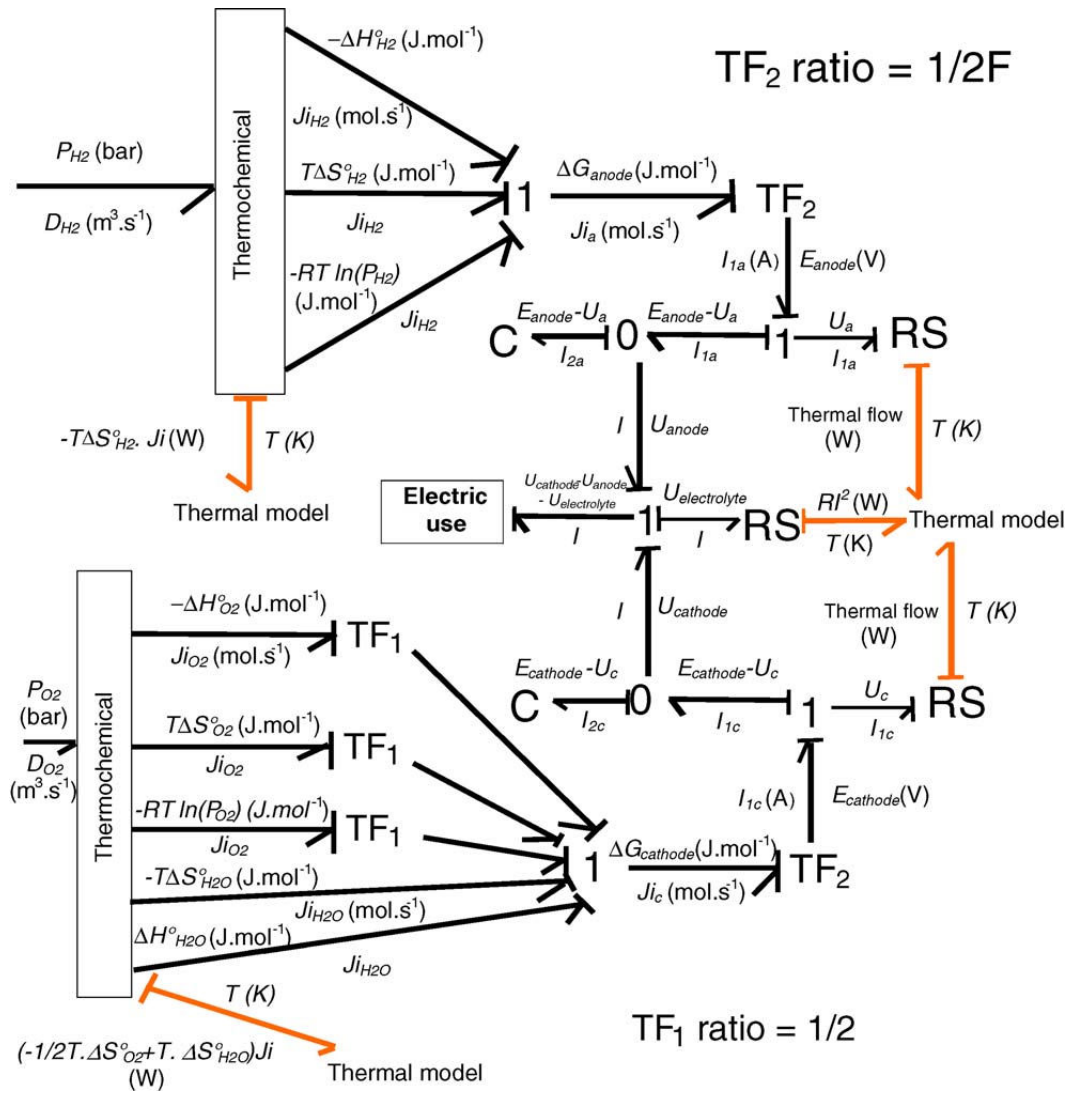 −ΔH°H2 (J.mol-1)
TF2 ratio = 1/2F
Thermochemical
JiH2 (mol.s-1)
PH2 (bar)
DH2 (m3.s-1)
TΔS°H2 (J.mol-1)
JiH2
1
ΔGanode(J.mol-1)
Jia (mol.s-1)
TF2
-RT ln(PH2)
(J.mol-1)
JiH2
I1a (A)
Eanode(V)
C
Eanode-Ua
I2a
0
Eanode-Ua
I1a
1
Ua
I1a
RS
-TΔS°H2. Ji (W)
T (K)
Thermal model
I
Uanode
Thermal flow
(W)
T (K)
Electric
use
Ucathode-Uanode
- Uelectrolyte
I
1
Uelectrolyte
I
RS
RI2 (W)
T(K)
Thermal model
I
Ucathode
Thermal flow
(W)
T (K)
Thermochemical
−ΔH°O2 (J.mol-1)
JiO2 (mol.s-1)
TF1
PO2
(bar)
DO2
(m3.s-1)
TΔS°O2 (J.mol-1)
JiO2
TF1
C
Ecathode -Uc
I2c
0
Ecathode -Uc
I1c
1
Uc
I1c
RS
-RT ln(PO2) (J.mol-1)
JiO2
TF1
I1c (A)
Ecathode(V)
-TΔS°H2O (J.mol-1)
JiH2O (mol.s-1)
1
ΔGcathode(J.mol-1)
Jic (mol.s-1)
TF2
ΔH°H2O (J.mol-1)
JiH2O
T (K)
(-1/2T.ΔS°O2+T. ΔS°H2O)Ji
(W)
Thermal model
TF1 ratio = 1/2